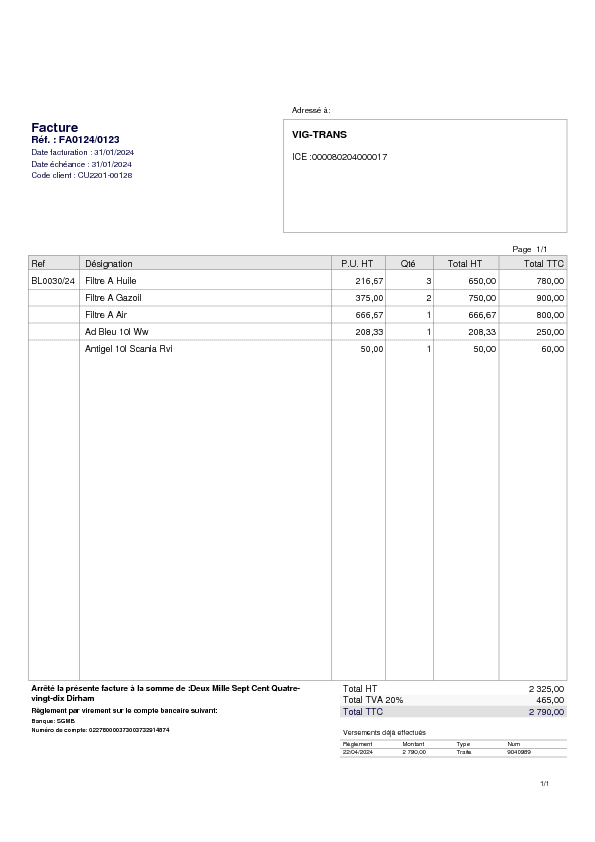 Adressé à:
Facture
Réf. : FA0124/0123
Date facturation : 31/01/2024
Date échéance : 31/01/2024
Code client : CU2201-00128
VIG-TRANS
ICE :000080204000017
Page 1/1
Ref Désignation P.U. HT Qté Total HT Total TTC
BL0030/24 Filtre A Huile 216,67 3 650,00 780,00
Filtre A Gazoil 375,00 2 750,00 900,00
Filtre A Air 666,67 1 666,67 800,00
Ad Bleu 10l Ww 208,33 1 208,33 250,00
Antigel 10l Scania Rvi 50,00 1 50,00 60,00
Arrêté la présente facture à la somme de :Deux Mille Sept Cent Quatre-
vingt-dix Dirham
Règlement par virement sur le compte bancaire suivant:
Banque: SGMB
Numéro de compte: 022780000373003732914874
Total HT 2 325,00
Total TVA 20% 465,00
Total TTC 2 790,00
Versements déjà effectués
Règlement Montant Type Num
22/04/2024 2 790,00 Traite 9040989
1/1